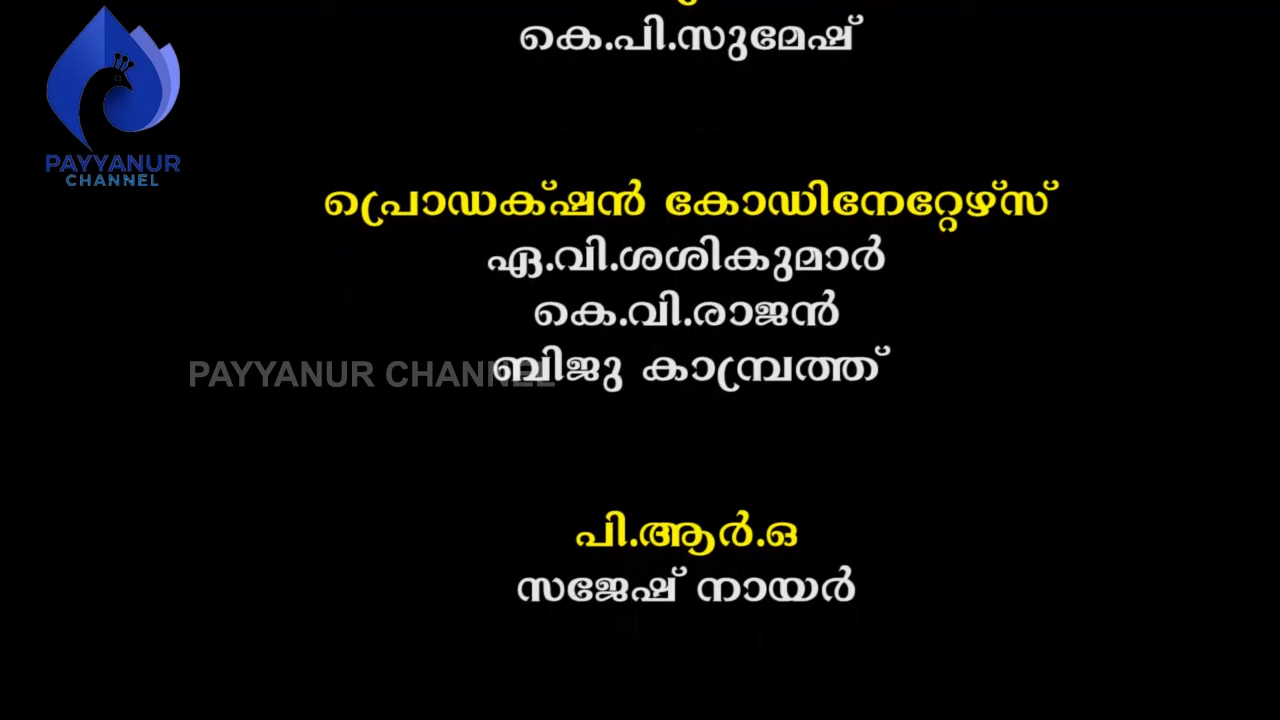 കെ.പി.സുമേഷ്
PAYYANUR
CHANNEL
പ്രൊഡക്ഷൻ കോഡിനേറ്റേഴ്സ്
ഏ.വി.ശശികുമാർ
കെ.വി.രാജൻ
PAYYANUR CHANNEL
ബിജു കാമ്പ്രത്ത്
പി.ആർ.ഒ
സജേഷ് നായർ